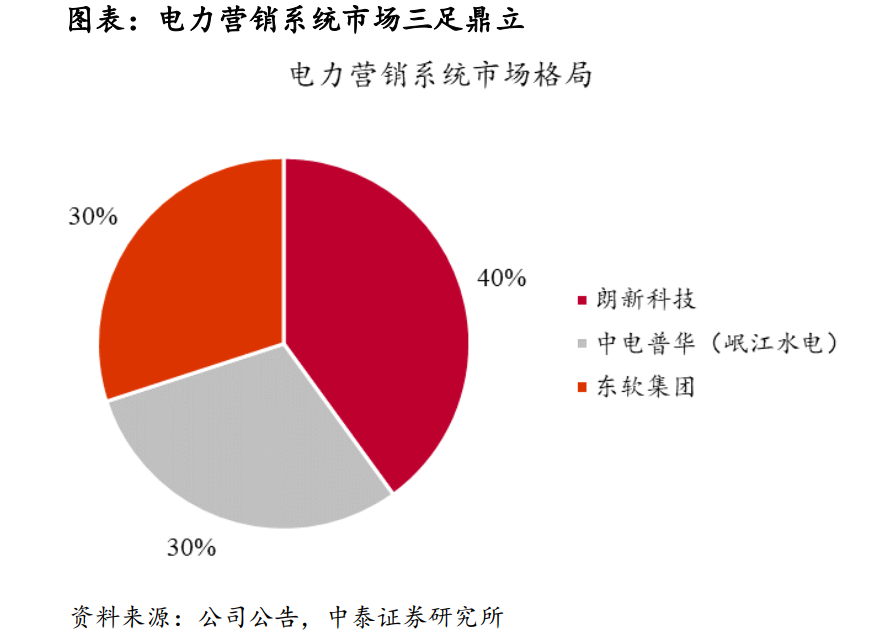 图表：电力营销系统市场三足鼎立
电力营销系统市场格局
30%
40%
朗新科技
中电普华（岷江水电）
东软集团
30%
资料来源：公司公告，中泰证券研究所